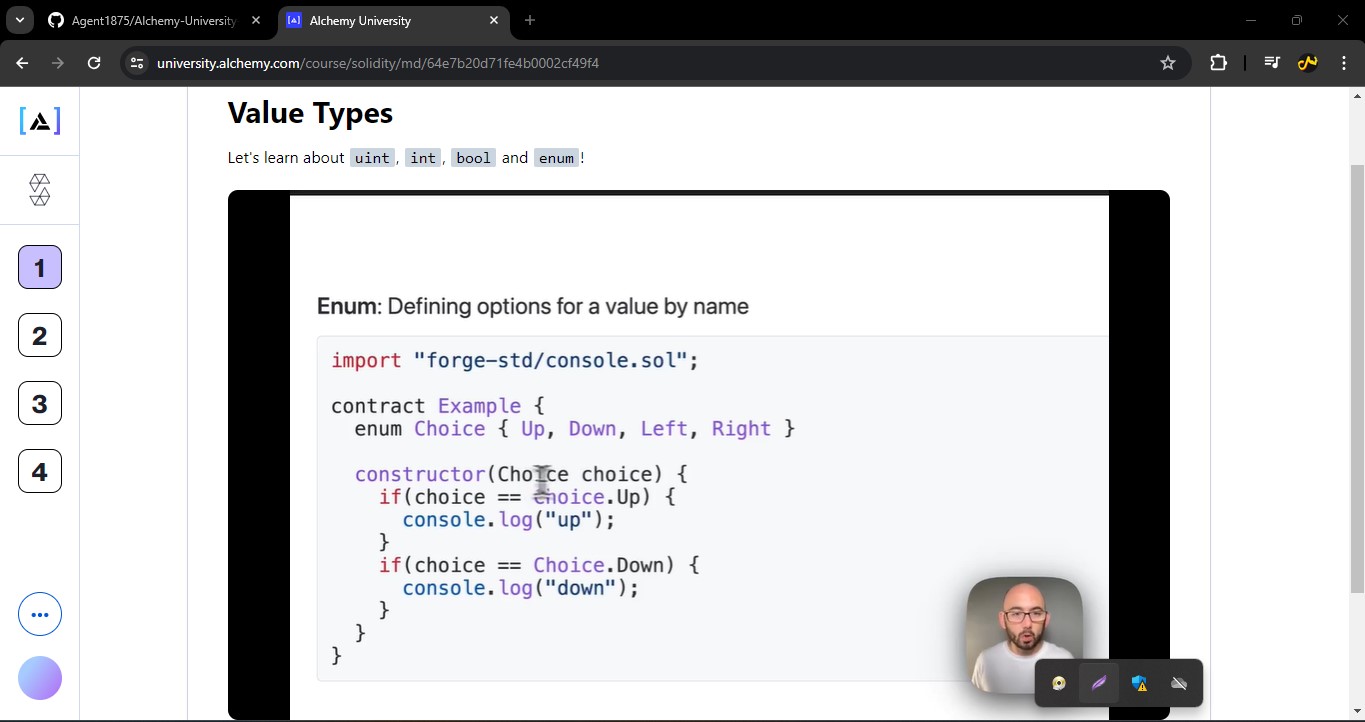 Agent1875/Alchemy-University
Alchemy University
university.alchemy.com/course/solidity/md/64e7b20d71fe4b0002cf49f4
Value Types
Let's learn about uint, int, bool and enum!
1
2
3
4
Enum: Defining options for a value by name
import "forge-std/console.sol";
contract Example {
enum Choice { Up, Down, Left, Right }
constructor(Choice choice) {
if(choice == Choice.Up) {
console.log("up");
}
if(choice == Choice.Down) {
console.log("down");
}
}
}